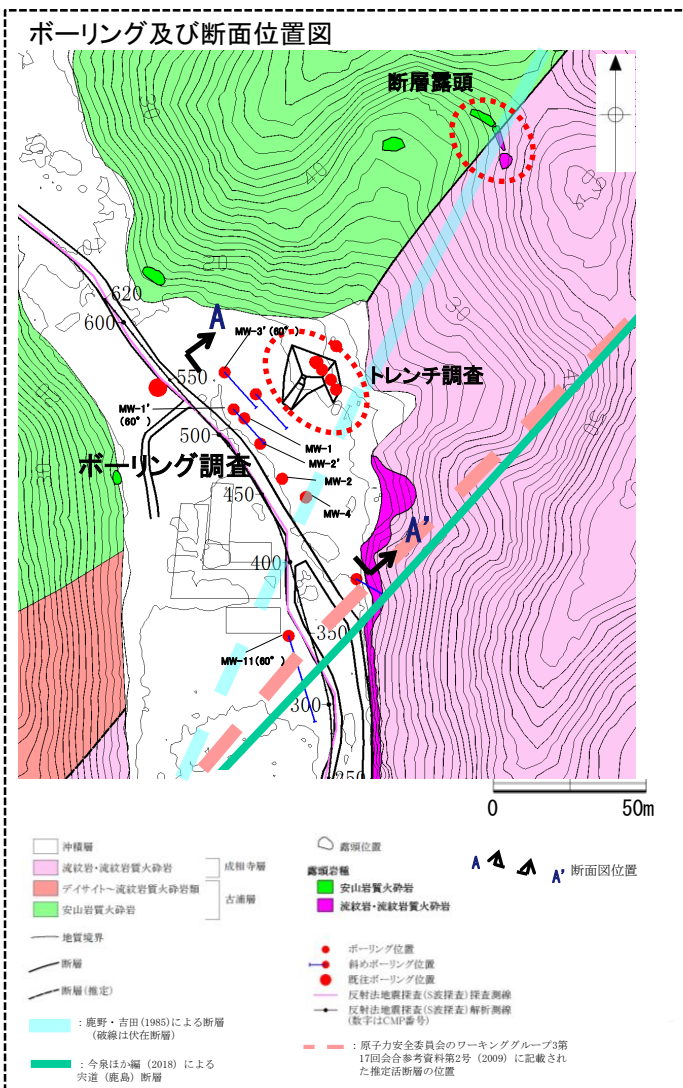 ボーリング及び断面位置図
断層露頭
620
600
A
MW-3'(60°)
トレンチ調査
550
MW-1'
(60°)
MW-1
500
ボーリング調査
MW-2'
450
MW-2
MW-4
A'
400
350
MW-11(60°)
300
250
0
50m
沖積層
流紋岩・流紋岩質火砕岩
成相寺層
デイサイト~流紋岩質火砕岩類
古浦層
安山岩質火砕岩
地質境界
断層
断層(推定)
:鹿野・吉田(1985)による断層
(破線は伏在断層)
:今泉ほか編(2018)による
宍道(鹿島)断層
露頭位置
露頭岩種
安山岩質火砕岩
流紋岩・流紋岩質火砕岩
A
A' 断面図位置
ボーリング位置
斜めボーリング位置
既往ボーリング位置
反射法地震探査(S波探査)探査測線
反射法地震探査(S波探査)解析測線
(数字はCMP番号)
:原子力安全委員会のワーキンググループ3第
17回会合参考資料第2号(2009)に記載され
た推定活断層の位置